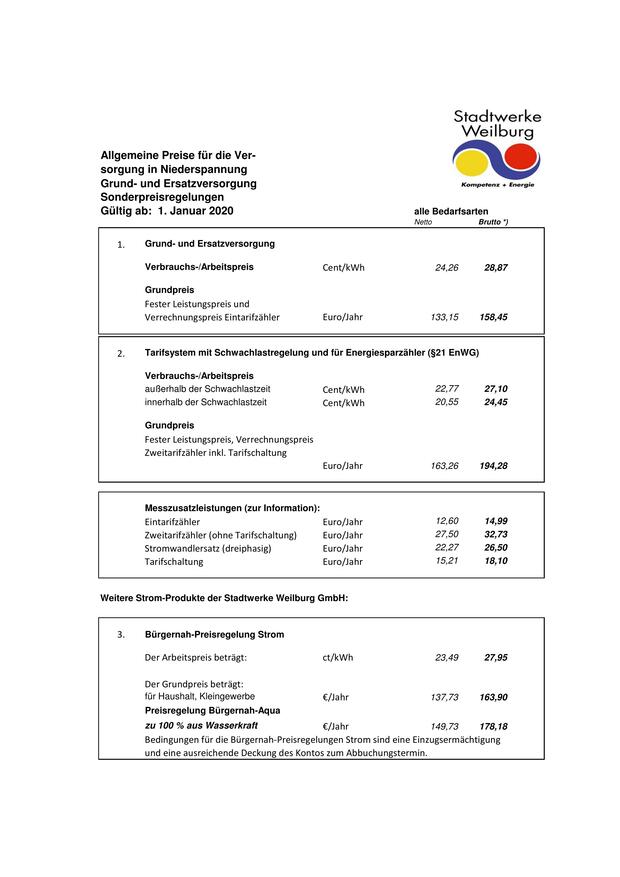 Stadtwerke
Weilburg
Kompetenz + Energie
Allgemeine Preise für die Ver-
sorgung in Niederspannung
Grund- und Ersatzversorgung
Sonderpreisregelungen
Gültig ab: 1. Januar 2020
alle Bedarfsarten
Netto Brutto *)
1. Grund- und Ersatzversorgung
Verbrauchs-/Arbeitspreis Cent/kWh 24,26 28,87
Grundpreis
Fester Leistungspreis und
Verrechnungspreis Eintarifzähler Euro/Jahr 133,15 158,45
2. Tarifsystem mit Schwachlastregelung und für Energiesparzähler (§21 EnWG)
Verbrauchs-/Arbeitspreis
außerhalb der Schwachlastzeit Cent/kWh 22,77 27,10
innerhalb der Schwachlastzeit Cent/kWh 20,55 24,45
Grundpreis
Fester Leistungspreis, Verrechnungspreis
Zweitarifzähler inkl. Tarifschaltung
Euro/Jahr 163,26 194,28
Messzusatzleistungen (zur Information):
Eintarifzähler Euro/Jahr 12,60 14,99
Zweitarifzähler (ohne Tarifschaltung) Euro/Jahr 27,50 32,73
Stromwandlersatz (dreiphasig) Euro/Jahr 22,27 26,50
Tarifschaltung Euro/Jahr 15,21 18,10
Weitere Strom-Produkte der Stadtwerke Weilburg GmbH:
3. Bürgernah-Preisregelung Strom
Der Arbeitspreis beträgt: ct/kWh 23,49 27,95
Der Grundpreis beträgt:
für Haushalt, Kleingewerbe €/Jahr 137,73 163,90
Preisregelung Bürgernah-Aqua
zu 100 % aus Wasserkraft €/Jahr 149,73 178,18
Bedingungen für die Bürgernah-Preisregelungen Strom sind eine Einzugsermächtigung
und eine ausreichende Deckung des Kontos zum Abbuchungstermin.